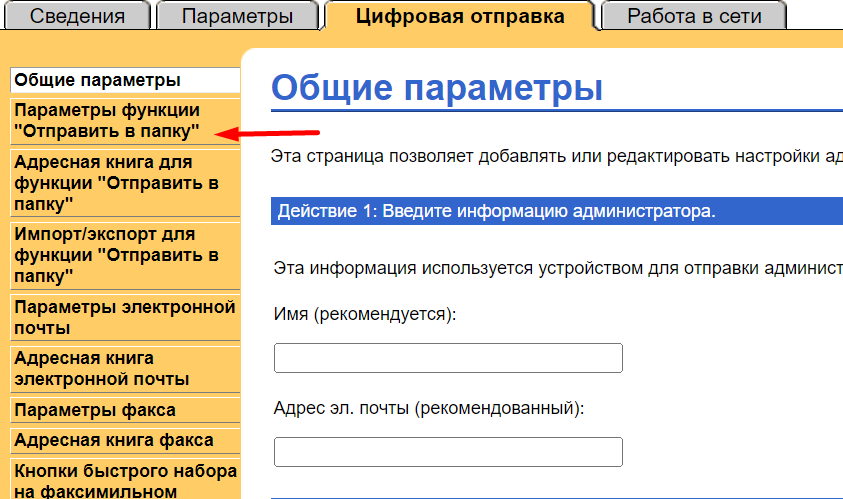 Сведения
Параметры
Цифровая отправка
Работа в сети
Общие параметры
Параметры функции
"Отправить в папку"
Адресная книга для
функции "Отправить в
папку"
Импорт/экспорт для
функции "Отправить в
папку"
Параметры электронной
почты
Адресная книга
электронной почты
Параметры факса
Адресная книга факса
Кнопки быстрого набора
на факсимильном
Общие параметры
Эта страница позволяет добавлять или редактировать настройки ад
Действие 1: Введите информацию администратора.
Эта информация используется устройством для отправки админист
Имя (рекомендуется):
Адрес эл. почты (рекомендованный):